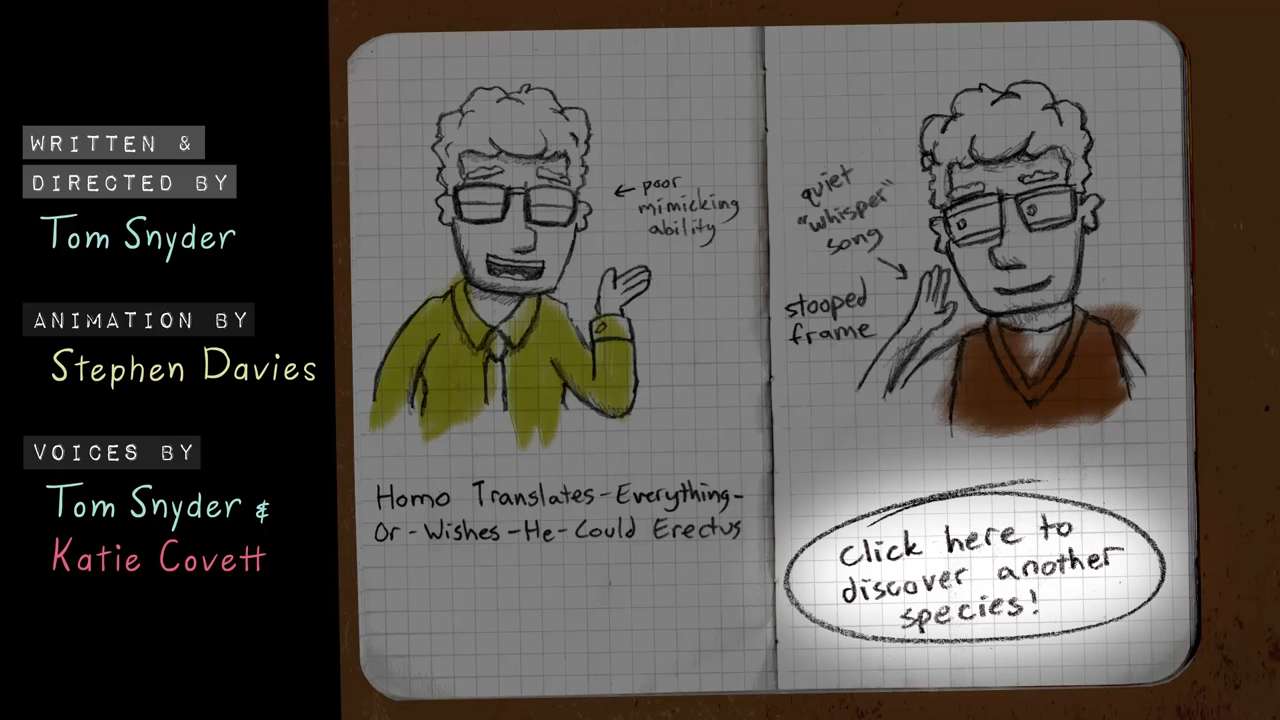 WRITTEN &
DIRECTED BY
Tom Snyder
ANIMATION BY
Stephen Davies
VOICES BY
Tom Snyder &
Katie Covett
← poor
mimicking
ability
Homo Translates-Everything-
Or-Wishes-He-Could Erectus
quiet
"whisper"
song
stooped
frame
click here to
discover another
species!